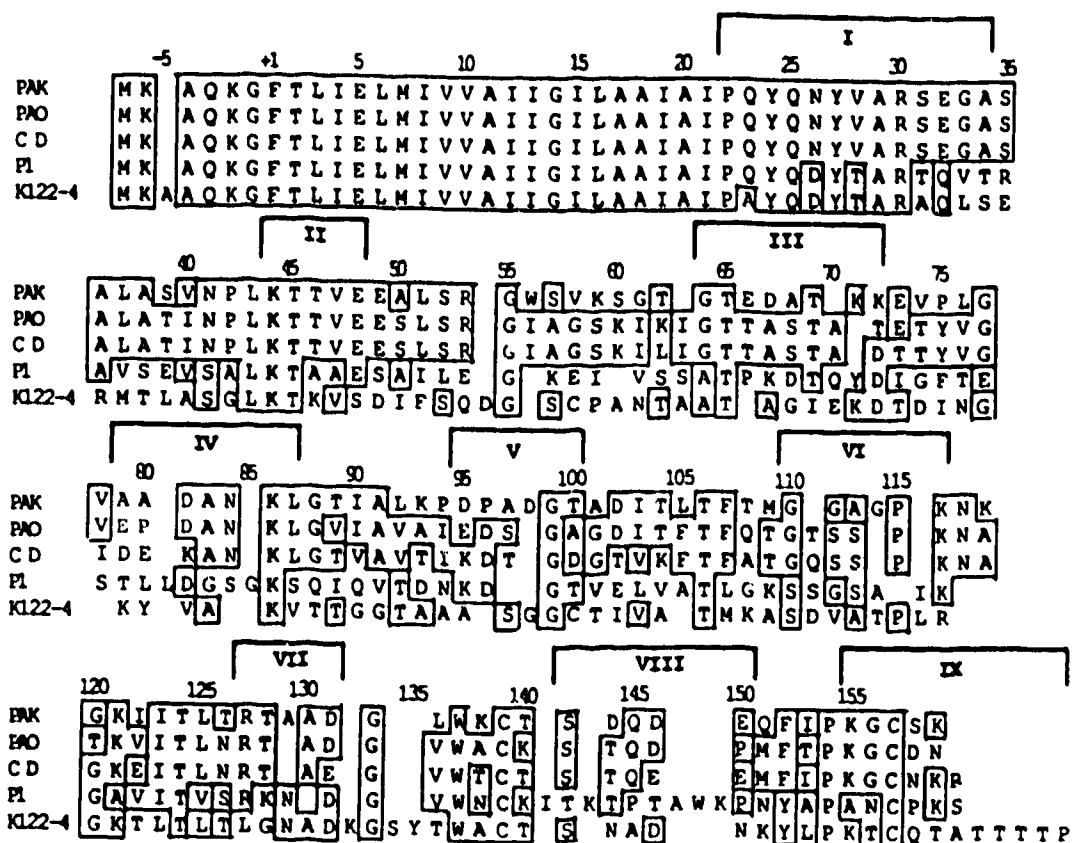 I
-5 +1 5 10 15 20 25 30 35
PAK M K A Q K G F T L I E L M I V V A I I G I L A A I A I P Q Y Q N Y V A R S E G A S
PAO M K A Q K G F T L I E L M I V V A I I G I L A A I A I P Q Y Q N Y V A R S E G A S
C D M K A Q K G F T L I E L M I V V A I I G I L A A I A I P Q Y Q N Y V A R S E G A S
P1 M K A Q K G F T L I E L M I V V A I I G I L A A I A I P Q Y Q D Y T A R T Q V T R
K122-4 M K A A Q K G F T L I E L M I V V A I I G I L A A I A I P A Y Q D Y T A R A Q L S E
II III
40 45 50 55 60 65 70 75
PAK A L A S V N P L K T T V E E A L S R G W S V K S G T G T E D A T K K E V P L G
PAO A L A T I N P L K T T V E E S L S R G I A G S K I K I G T T A S T A T E T Y V G
C D A L A T I N P L K T T V E E S L S R G I A G S K I L I G T T A S T A D T T Y V G
P1 A V S E V S A L K T A A E S A I L E G K E I V S S A T P K D T Q Y D I G F T E
K122-4 R M T L A S G L K T K V S D I F S Q D G S C P A N T A A T A G I E K D T D I N G
IV V VI
80 85 90 95 100 105 110 115
PAK V A A D A N K L G T I A L K P D P A D G T A D I T L T F T M G G A G P K N K
PAO V E P D A N K L G V I A V A I E D S G A G D I T F T F Q T G T S S P K N A
C D I D E K A N K L G T V A V T I K D T G D G T V K F T F A T G Q S S P K N A
P1 S T L L D G S G K S Q I Q V T D N K D G T V E L V A T L G K S S G S A I K
K122-4 K Y V A K V T T G G T A A A S G G C T I V A T M K A S D V A T P L R
VII VIII IX
120 125 130 135 140 145 150 155
PAK G K I I T L T R T A A D G L W K C T S D Q D E Q F I P K G C S K
PAO T K V I T L N R T A D G V W A C K S T Q D P M F T P K G C D N
C D G K E I T L N R T A E G V W T C T S T Q E E M F I P K G C N K P
P1 G A V I T V S R K N D G V W N C K I T K T P T A W K P N Y A P A N C P K S
K122-4 G K T L T L T L G N A D K G S Y T W A C T S N A D N K Y L P K T C Q T A T T T T P